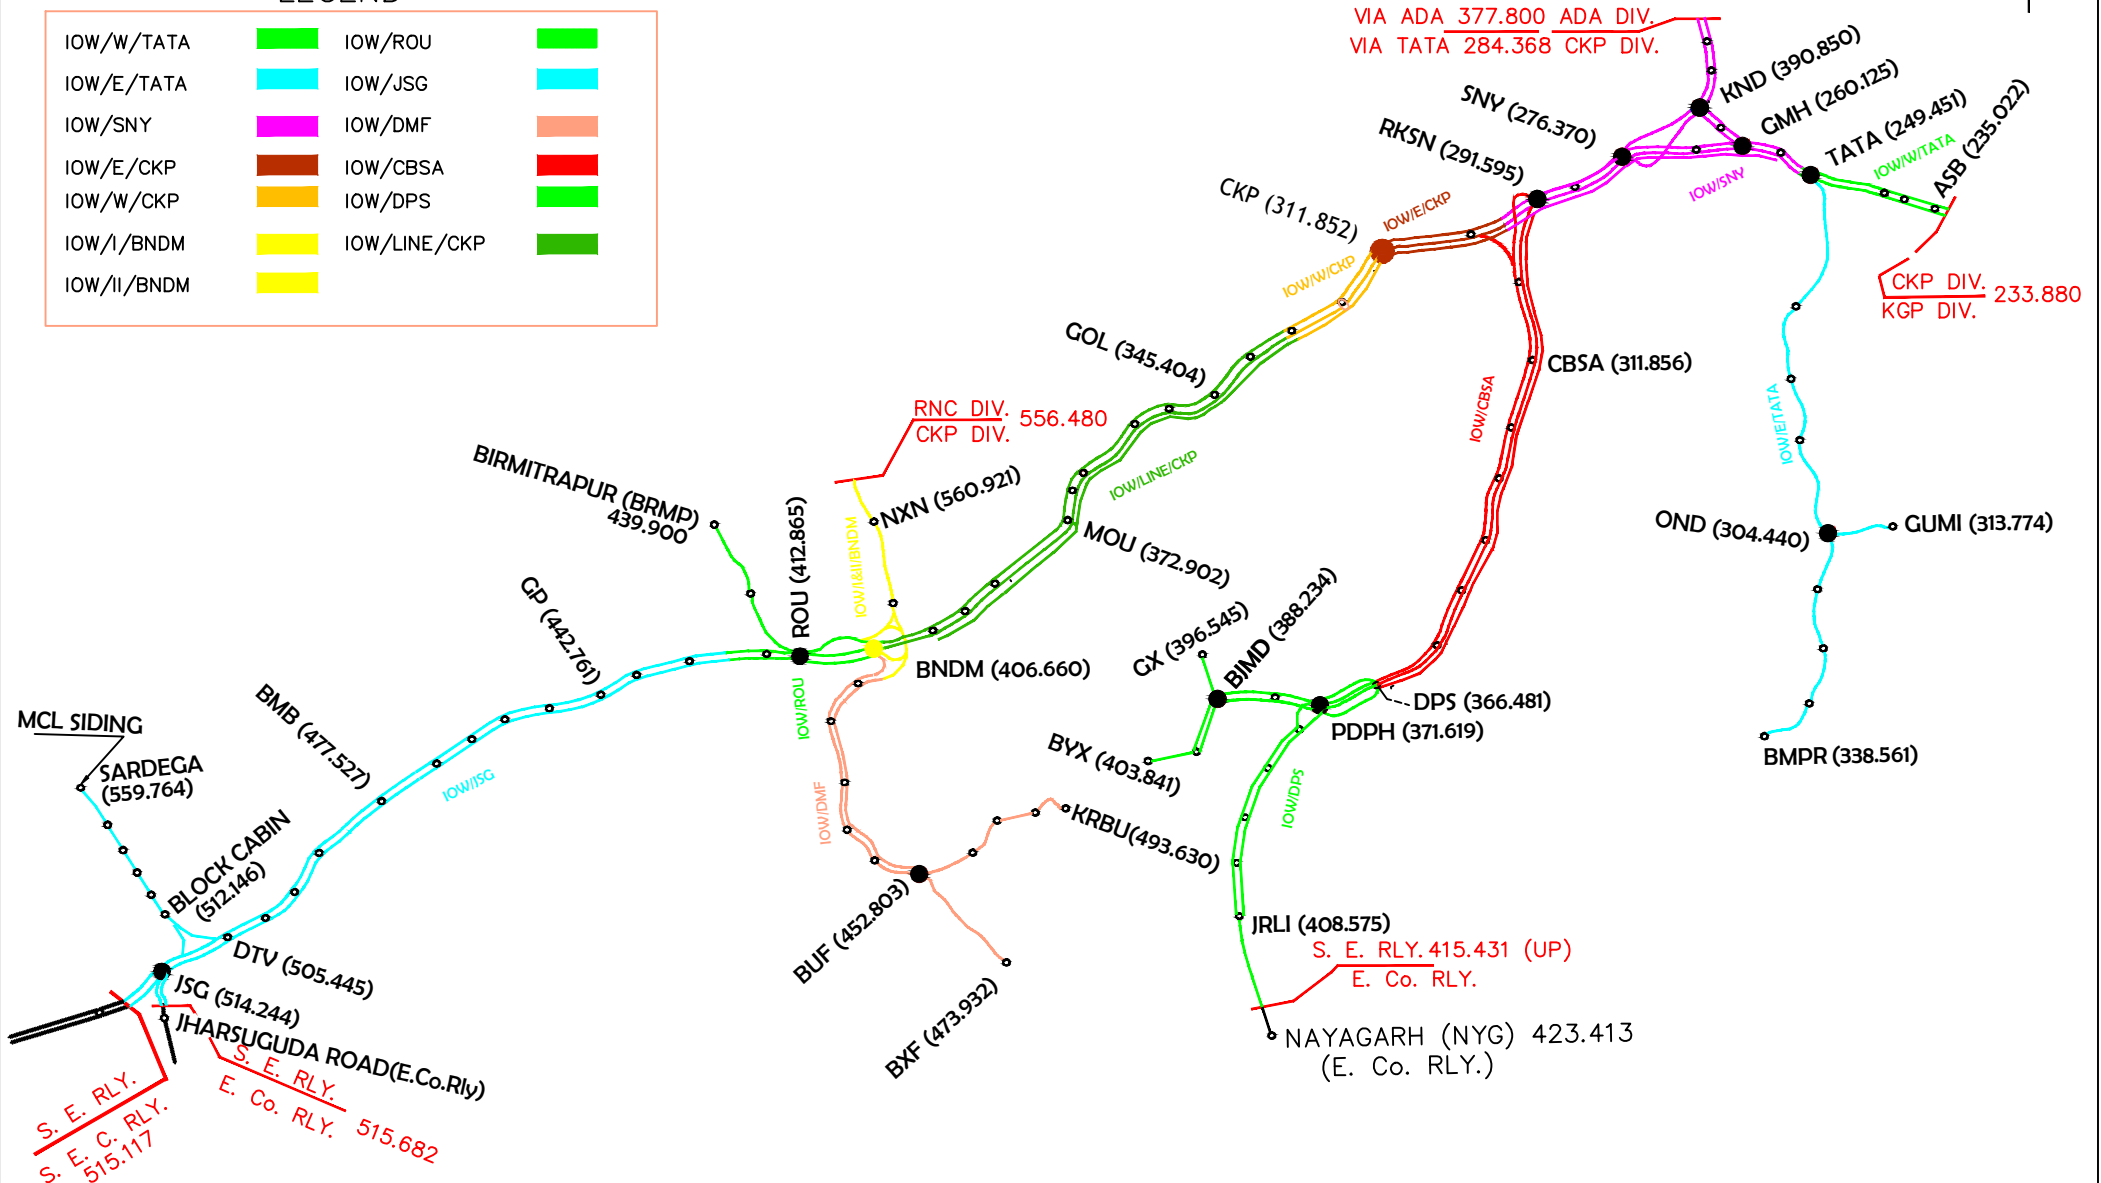 IOW/W/TATA
IOW/ROU
IOW/E/TATA
IOW/JSG
IOW/SNY
IOW/DMF
IOW/E/CKP
IOW/CBSA
IOW/W/CKP
IOW/DPS
IOW/I/BNDM
IOW/LINE/CKP
IOW/II/BNDM
VIA ADA 377.800 ADA DIV.
VIA TATA 284.368 CKP DIV.
KND (390.850)
GMH (260.125)
SNY (276.370)
TATA (249.451)
RKSN (291.595)
ASB (235.022)
IOW/W/TATA
IOW/SNY
CKP (311.852)
IOW/E/CKP
IOW/W/CKP
CKP DIV.
KGP DIV.
233.880
GOL (345.404)
CBSA (311.856)
IOW/CBSA
IOW/E/TATA
RNC DIV.
CKP DIV.
556.480
BIRMITRAPUR (BRMP)
439.900
NXN (560.921)
IOW/LINE/CKP
ROU (412.865)
IOW/I&II/BNDM
MOU (372.902)
OND (304.440)
GUMI (313.774)
GP (442.761)
BNDM (406.660)
IOW/ROU
GX (396.545)
BJMD (388.234)
DPS (366.481)
PDPH (371.619)
BMPR (338.561)
BYX (403.841)
IOW/DPS
BMB (477.527)
IOW/JSG
MCL SIDING
SARDEGA
(559.764)
IOW/DMF
KRBU(493.630)
BLOCK CABIN
(512.146)
BUF (452.803)
DTV (505.445)
JSG (514.244)
BXF (473.932)
JRLI (408.575)
S. E. RLY. 415.431 (UP)
E. Co. RLY.
NAYAGARH (NYG) 423.413
(E. Co. RLY.)
JHARSUGUDA ROAD(E.Co.Rly)
S. E. RLY.
E. Co. RLY.
515.682
S. E. RLY.
S. E. C. RLY.
515.117